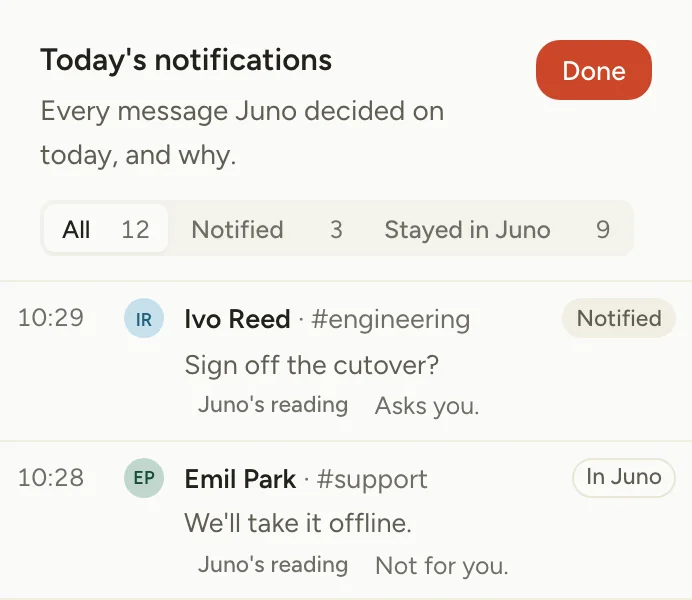 Today's notifications
Done
Every message Juno decided on
today, and why.
All 12 Notified 3 Stayed in Juno 9
10:29 IR Ivo Reed · #engineering Notified
Sign off the cutover?
Juno's reading Asks you.
10:28 EP Emil Park · #support In Juno
We'll take it offline.
Juno's reading Not for you.